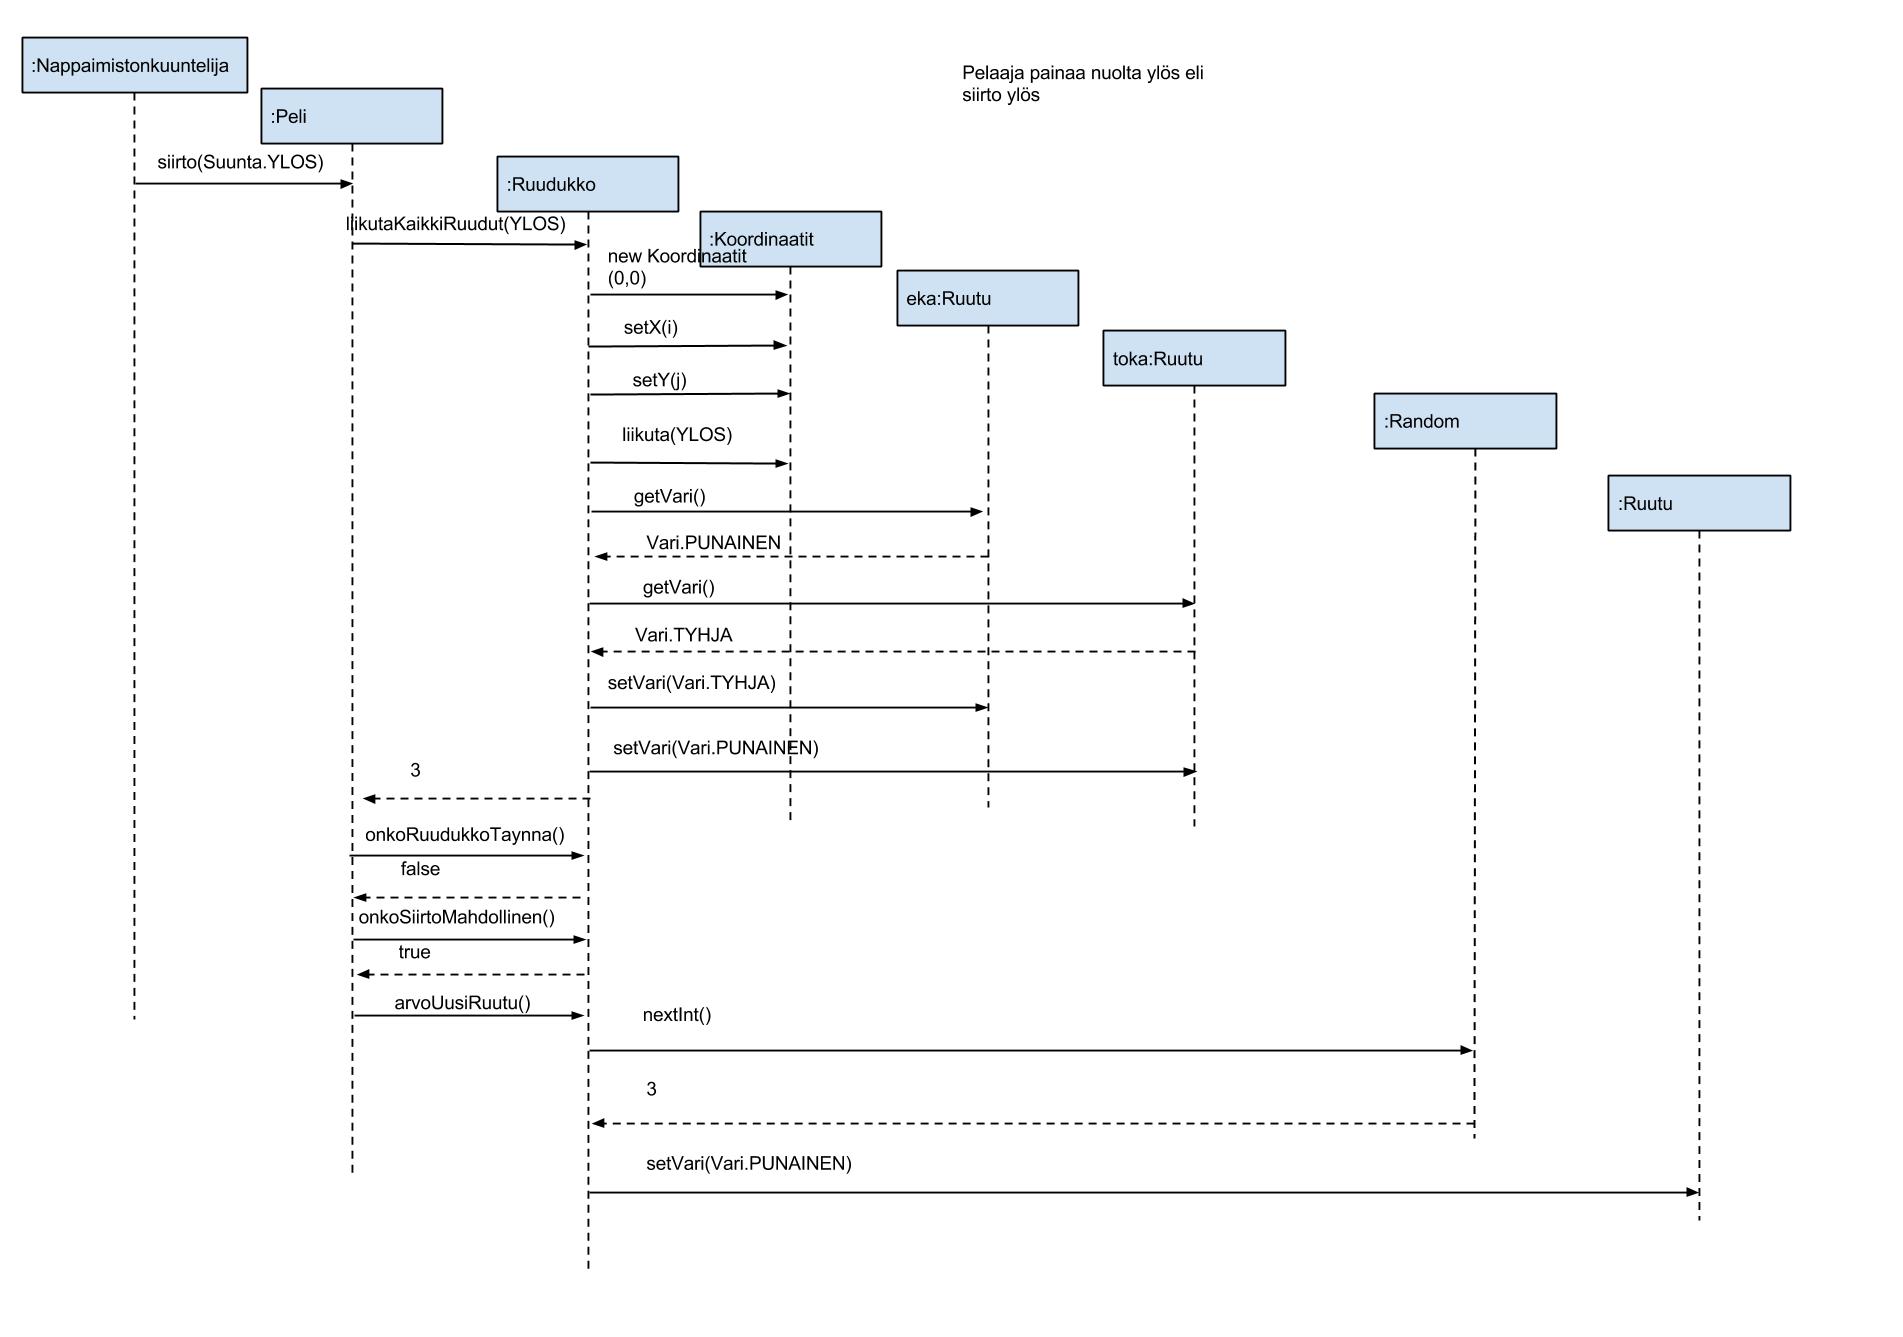 :Nappaimistonkuuntelija
Pelaaja painaa nuolta ylös eli
siirto ylös
:Peli
siirto(Suunta.YLOS)
:Ruudukko
liikutaKaikkiRuudut(YLOS)
:Koordinaatit
new Koordinaatit
(0,0)
eka:Ruutu
setX(i)
toka:Ruutu
setY(j)
:Random
liikuta(YLOS)
getVari()
:Ruutu
Vari.PUNAINEN
getVari()
Vari.TYHJA
setVari(Vari.TYHJA)
setVari(Vari.PUNAINEN)
3
onkoRuudukkoTaynna()
false
onkoSiirtoMahdollinen()
true
arvoUusiRuutu()
nextInt()
3
setVari(Vari.PUNAINEN)